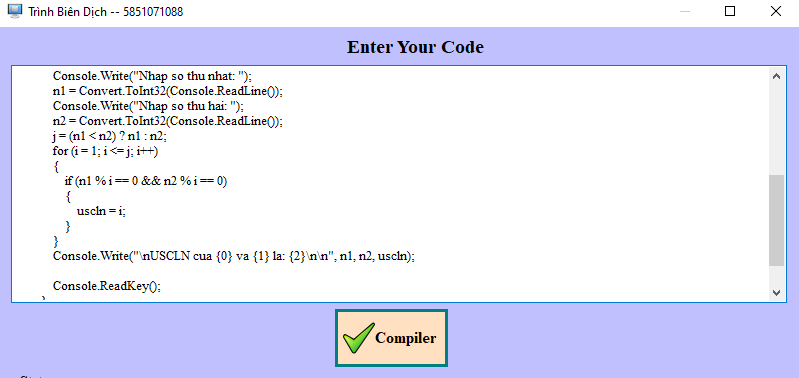 Trình Biên Dịch -- 5851071088
Enter Your Code
Console.Write("Nhap so thu nhat: ");
n1 = Convert.ToInt32(Console.ReadLine());
Console.Write("Nhap so thu hai: ");
n2 = Convert.ToInt32(Console.ReadLine());
j = (n1 < n2) ? n1 : n2;
for (i = 1; i <= j; i++)
{
if (n1 % i == 0 && n2 % i == 0)
{
uscln = i;
}
}
Console.Write("\nUSCLN cua {0} va {1} la: {2}\n\n", n1, n2, uscln);
Console.ReadKey();
Compiler